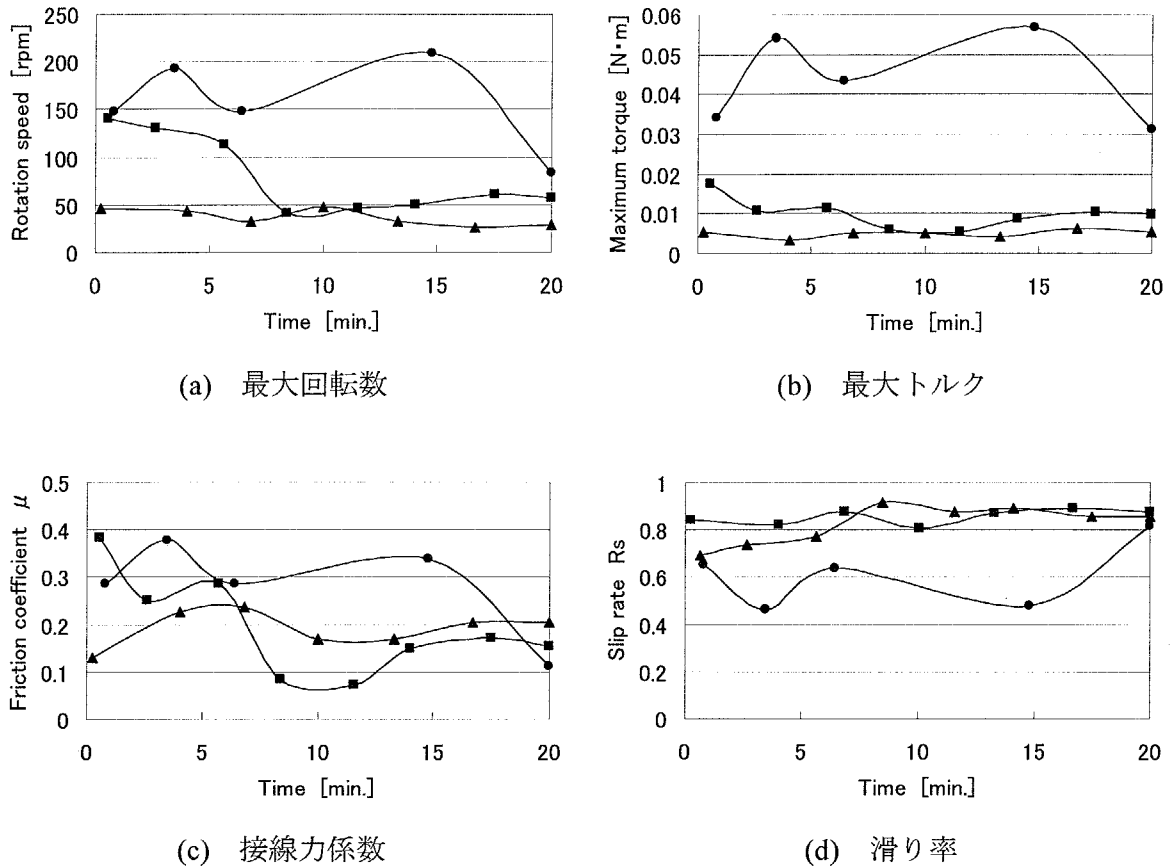 250
200
150
100
50
0
Rotation speed [rpm]
0 5 10 15 20
Time [min.]
(a) 最大回転数
0.06
0.05
0.04
0.03
0.02
0.01
0
Maximum torque [N・m]
0 5 10 15 20
Time [min.]
(b) 最大トルク
0.5
0.4
0.3
0.2
0.1
0
Friction coefficient μ
0 5 10 15 20
Time [min.]
(c) 接線力係数
1
0.8
0.6
0.4
0.2
0
Slip rate Rs
0 5 10 15 20
Time [min.]
(d) 滑り率